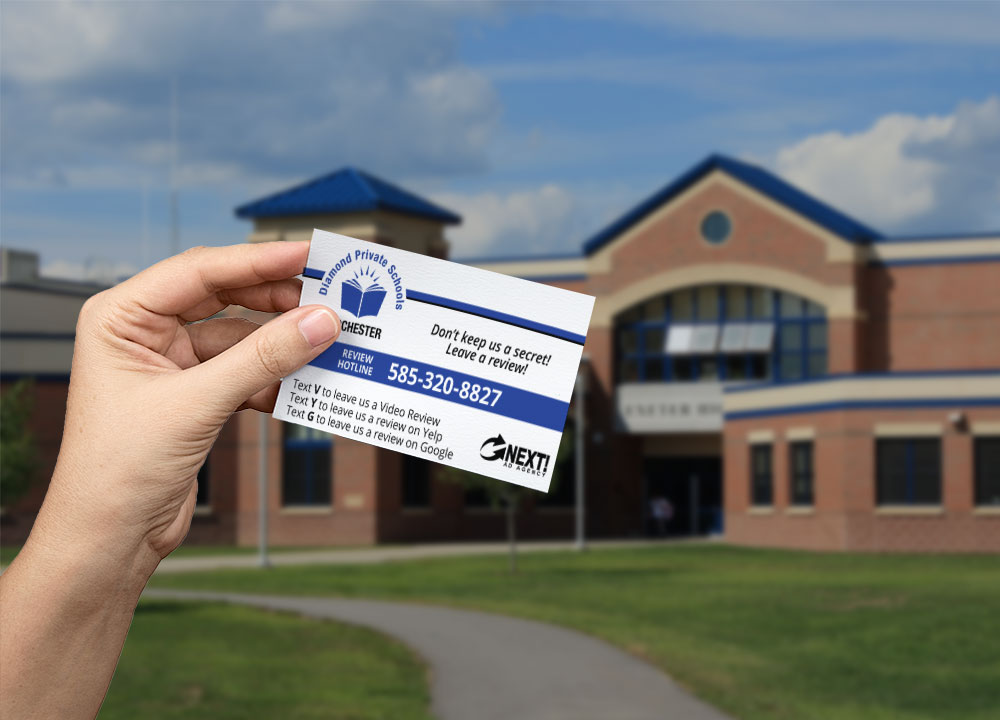 Diamond Private Schools
CHESTER
Don't keep us a secret!
Leave a review!
REVIEW
HOTLINE
585-320-8827
Text V to leave us a Video Review
Text Y to leave us a review on Yelp
Text G to leave us a review on Google
NEXT!
AD AGENCY
EXETER HI